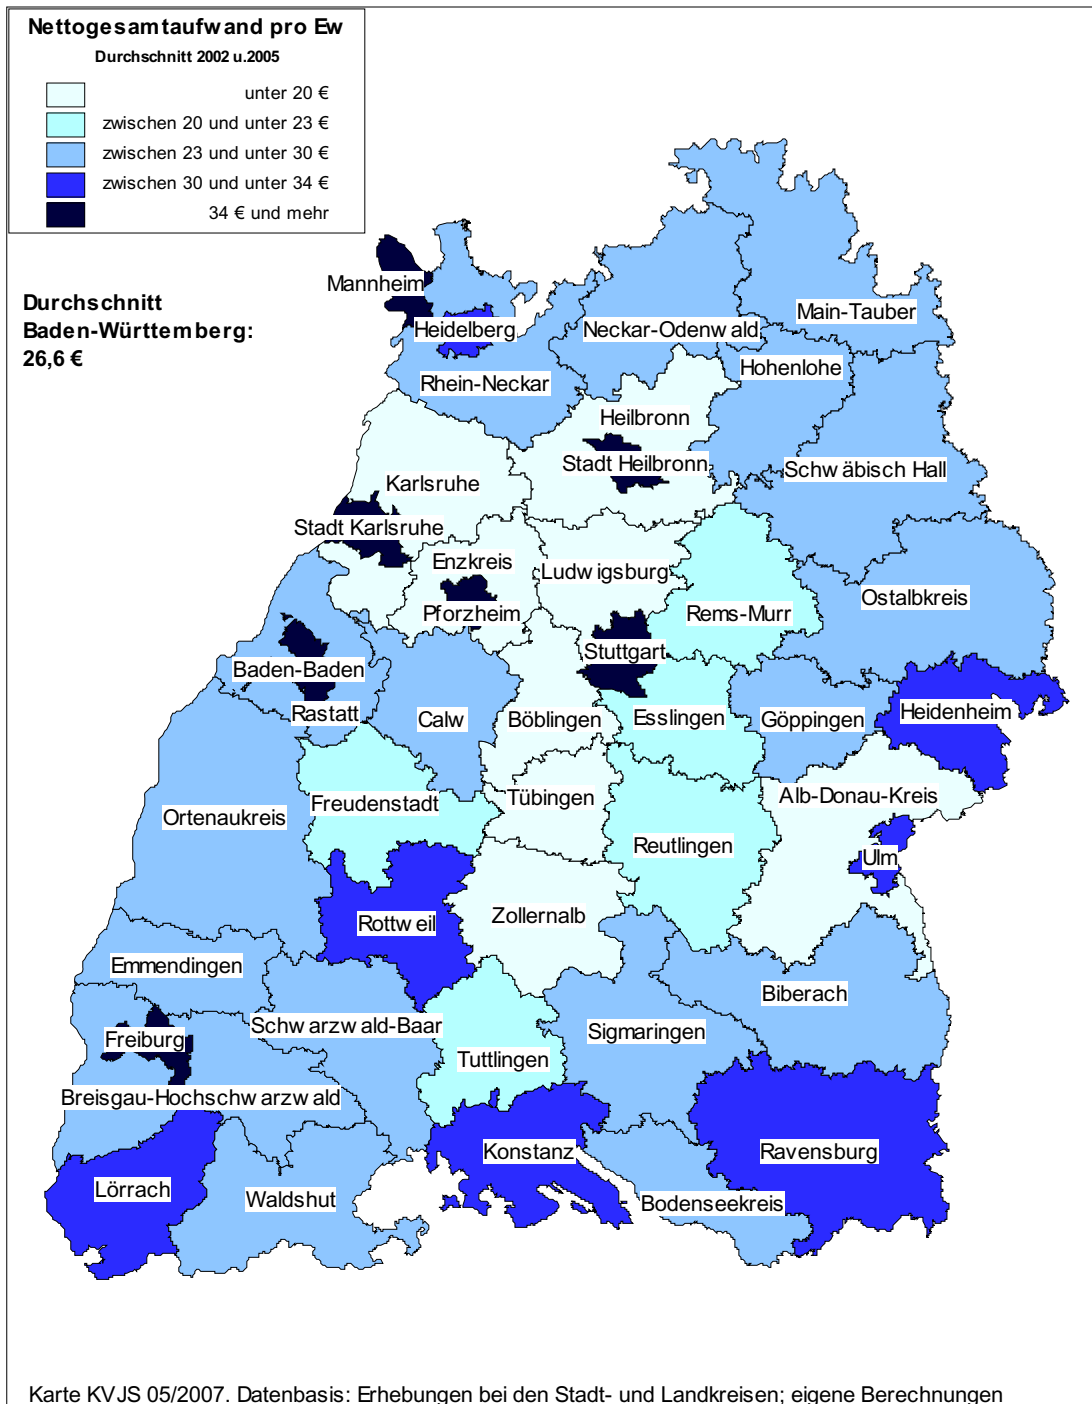 Nettogesamtaufwand pro Ew
Durchschnitt 2002 u.2005
unter 20 €
zwischen 20 und unter 23 €
zwischen 23 und unter 30 €
zwischen 30 und unter 34 €
34 € und mehr
Durchschnitt
Baden-Württemberg:
26,6 €
Mannheim
Heidelberg
Neckar-Odenwald
Main-Tauber
Rhein-Neckar
Hohenlohe
Heilbronn
Stadt Heilbronn
Schwäbisch Hall
Karlsruhe
Stadt Karlsruhe
Enzkreis
Ludwigsburg
Pforzheim
Rems-Murr
Ostalbkreis
Stuttgart
Baden-Baden
Rastatt
Calw
Böblingen
Esslingen
Göppingen
Heidenheim
Freudenstadt
Tübingen
Alb-Donau-Kreis
Ortenaukreis
Reutlingen
Ulm
Rottweil
Zollernalb
Emmendingen
Biberach
Schwarzwald-Baar
Sigmaringen
Freiburg
Tuttlingen
Breisgau-Hochschwarzwald
Konstanz
Ravensburg
Lörrach
Waldshut
Bodenseekreis
Karte KVJS 05/2007. Datenbasis: Erhebungen bei den Stadt- und Landkreisen; eigene Berechnungen